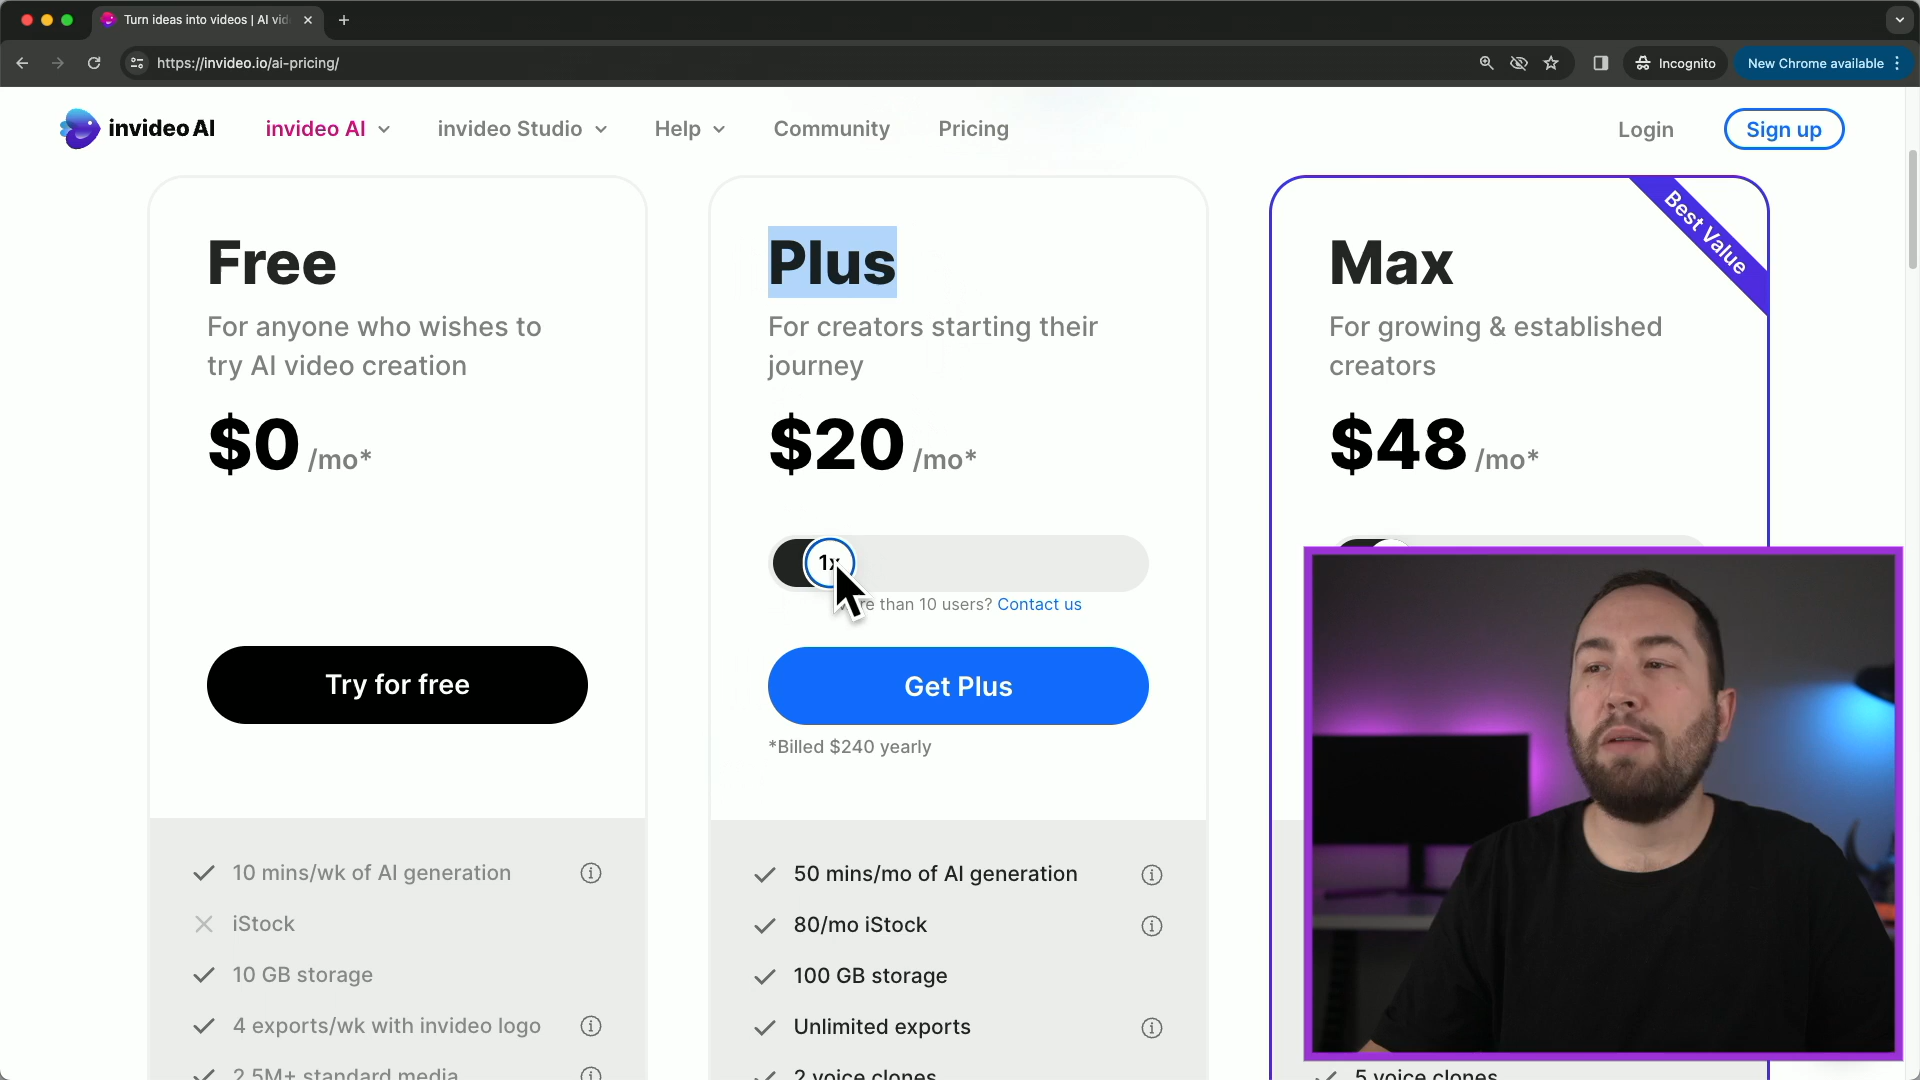 Turn ideas into videos | AI vid
https://invideo.io/ai-pricing/
Incognito
New Chrome available
invideo AI
invideo AI
invideo Studio
Help
Community
Pricing
Login
Sign up
Free
For anyone who wishes to
try AI video creation
$0 /mo*
Try for free
10 mins/wk of AI generation
iStock
10 GB storage
4 exports/wk with invideo logo
2.5M+ standard media
Plus
For creators starting their
journey
$20 /mo*
1x
than 10 users? Contact us
Get Plus
*Billed $240 yearly
50 mins/mo of AI generation
80/mo iStock
100 GB storage
Unlimited exports
2 voice clones
Best Value
Max
For growing & established
creators
$48 /mo*
5 voice clones